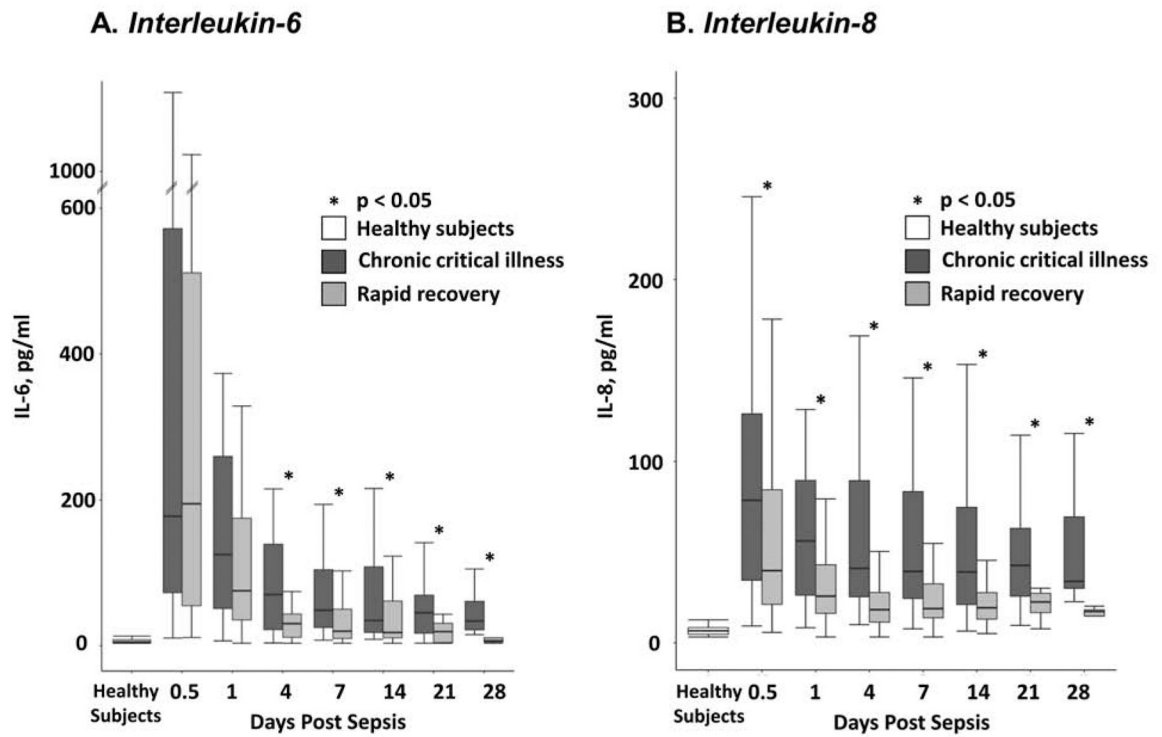 A. Interleukin-6
1000
600
400
200
0
IL-6, pg/ml
* p < 0.05
Healthy subjects
Chronic critical illness
Rapid recovery
*
*
*
*
*
Healthy Subjects
0.5
1
4
7
14
21
28
Days Post Sepsis
B. Interleukin-8
300
200
100
0
IL-8, pg/ml
* p < 0.05
Healthy subjects
Chronic critical illness
Rapid recovery
*
*
*
*
*
*
*
Healthy Subjects
0.5
1
4
7
14
21
28
Days Post Sepsis